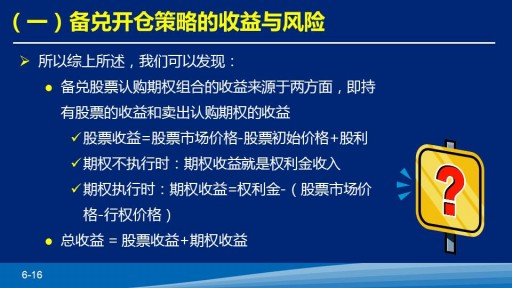 （一）备兑开仓策略的收益与风险
所以综上所述，我们可以发现：
备兑股票认购期权组合的收益来源于两方面，即持
有股票的收益和卖出认购期权的收益
股票收益=股票市场价格-股票初始价格+股利
期权不执行时：期权收益就是权利金收入
期权执行时：期权收益=权利金-（股票市场价
格-行权价格）
总收益 = 股票收益+期权收益
?
6-16